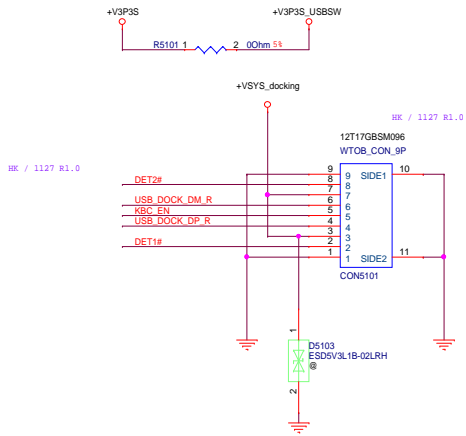 +V3P3S
+V3P3S_USBSW
R5101 1 2 0Ohm 5%
+VSYS_docking
HK / 1127 R1.0
12T17GBSM096
WTOB_CON_9P
HK / 1127 R1.0
9 9 SIDE1 10
DET2# 8 8
7 7
USB_DOCK_DM_R 6 6
KBC_EN 5 5
USB_DOCK_DP_R 4 4
3 3
DET1# 2 2
1 1 SIDE2 11
CON5101
1
D5103
ESD5V3L1B-02LRH
@
2